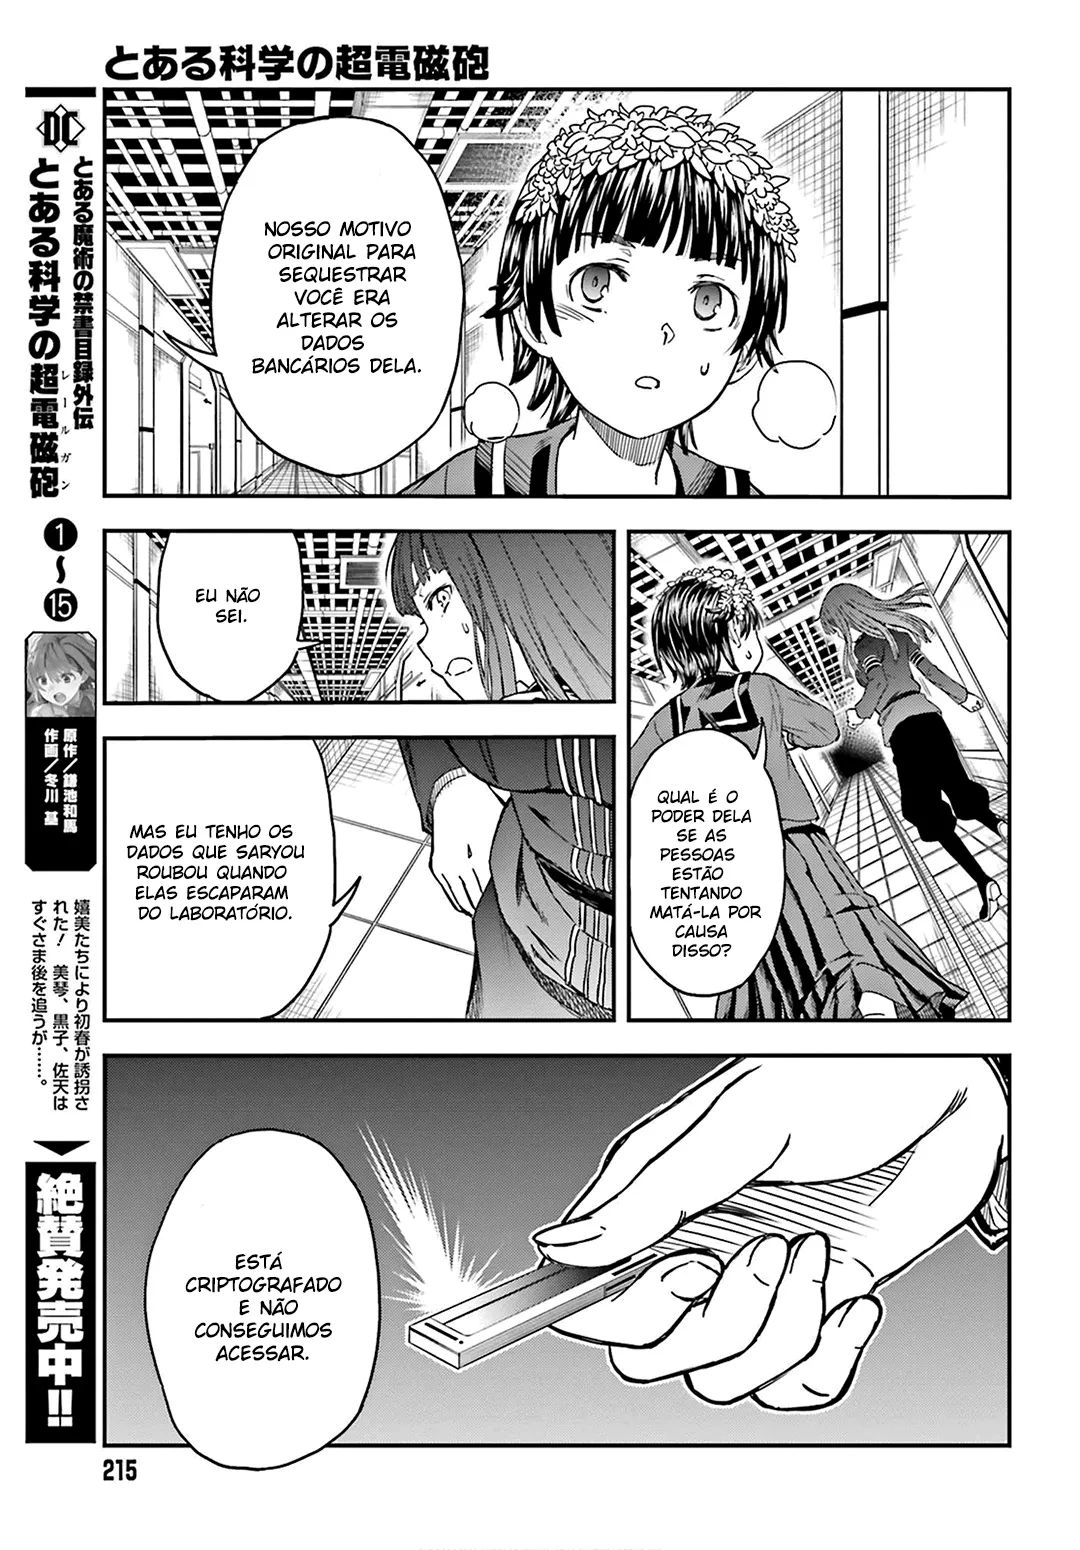 とある科学の超電磁砲
NOSSO MOTIVO
ORIGINAL PARA
SEQUESTRAR
VOCÊ ERA
ALTERAR OS
DADOS
BANCÁRIOS DELA.
QUAL É O
PODER DELA
SE AS
PESSOAS
ESTÃO
TENTANDO
MATÁ-LA POR
CAUSA
DISSO?
EU NÃO
SEI.
MAS EU TENHO OS
DADOS QUE SARYOU
ROUBOU QUANDO
ELAS ESCAPARAM
DO LABORATÓRIO.
ESTÁ
CRIPTOGRAFADO
E NÃO
CONSEGUIMOS
ACESSAR.
DC
とある魔術の禁書目録外伝
とある科学の超電磁砲
レールガン
1
〜
15
原作/鎌池和馬
作画/冬川 基
嬉美たちにより初春が誘拐さ
れた! 美琴、黒子、佐天は
すぐさま後を追うが……。
絶賛発売中!!
215